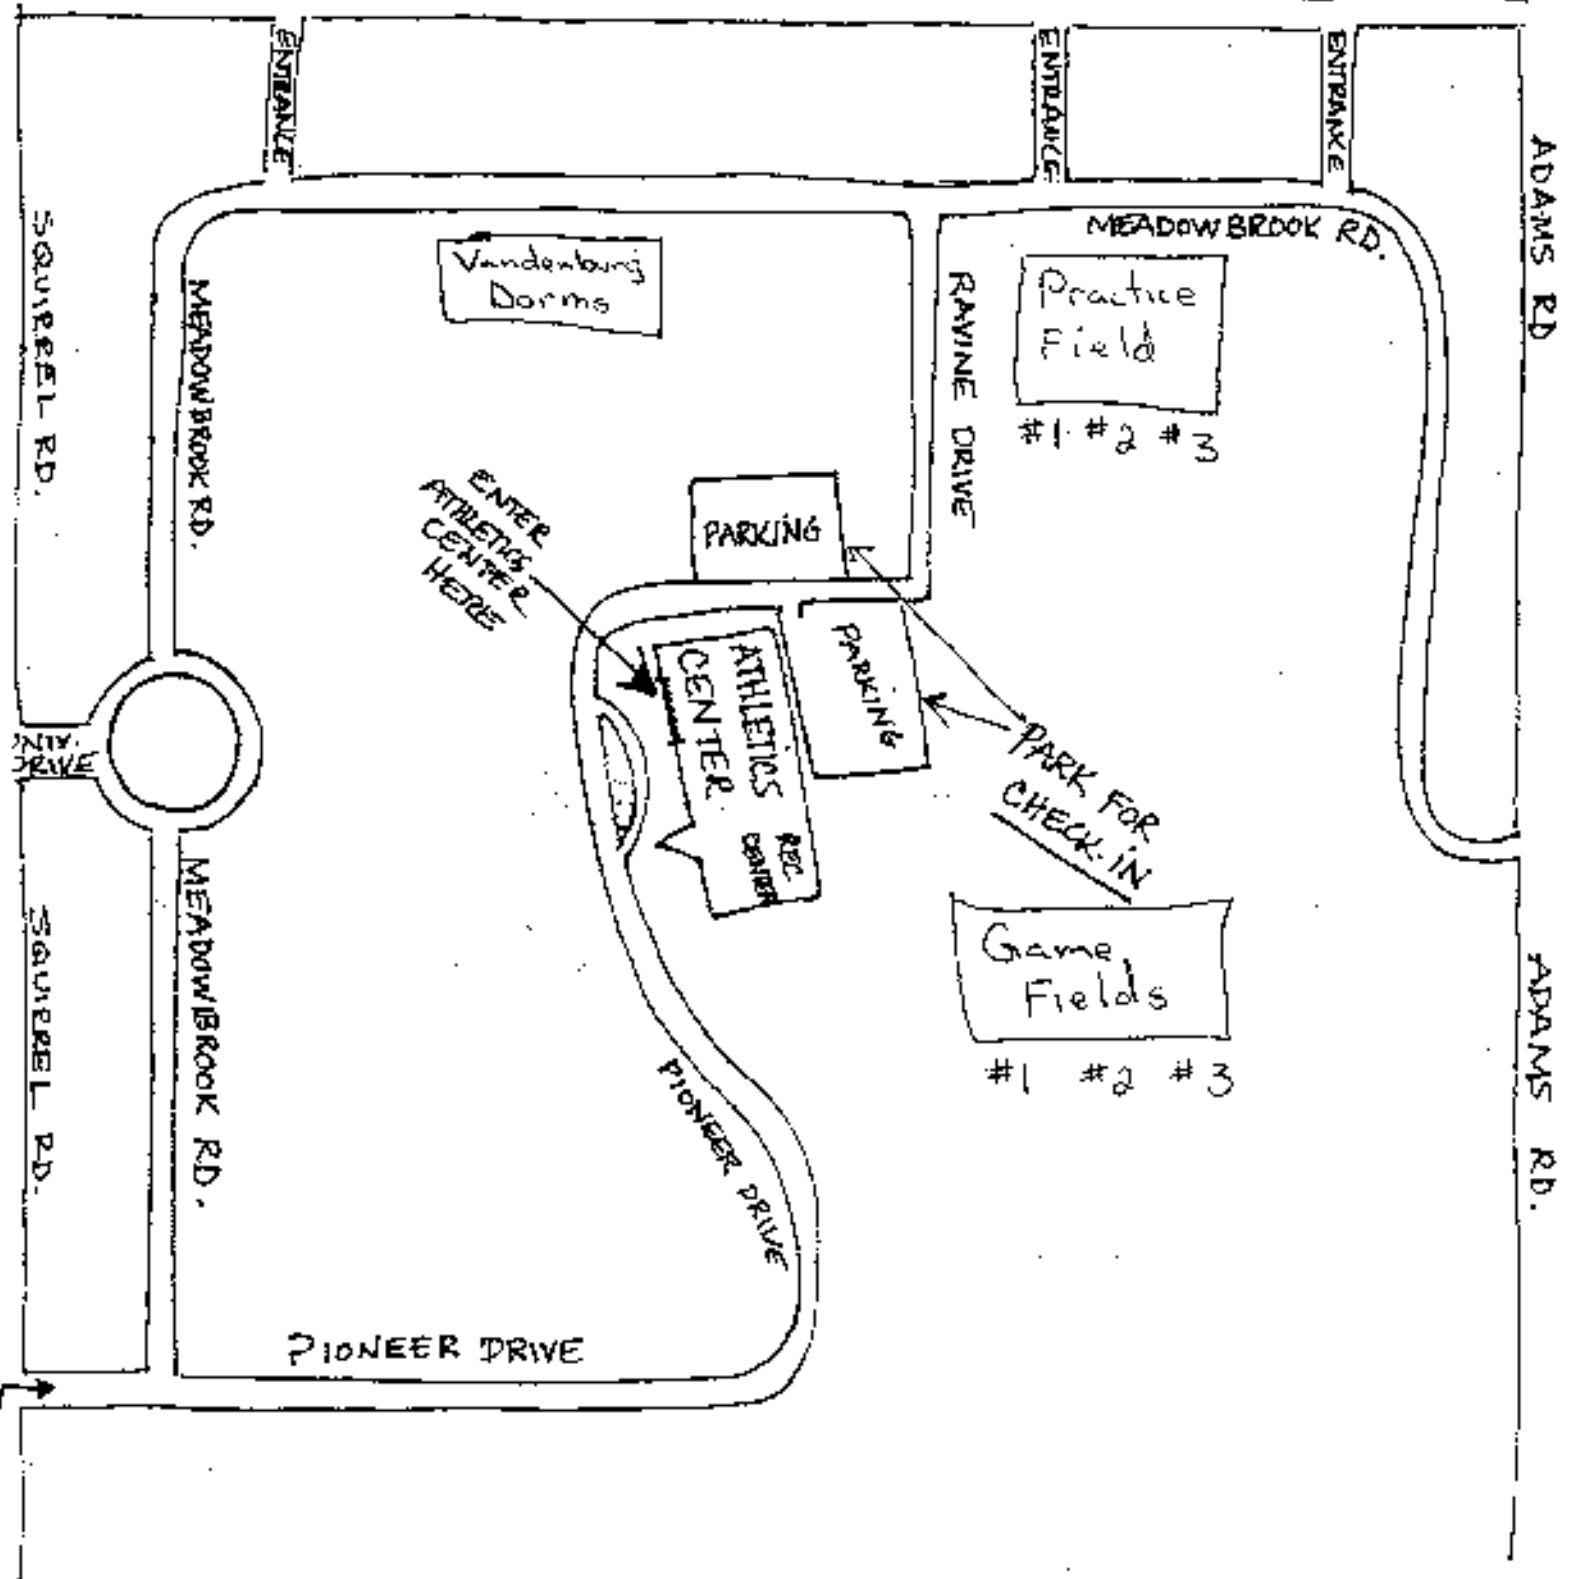 ENTRANCE
ENTRANCE
ENTRANCE
ADAMS RD
MEADOWBROOK RD.
SQUIRREL RD.
MEADOWBROOK RD.
Vandenburg
Dorms
RAVINE DRIVE
Practice
Field
#1 #2 #3
ENTER
ATHLETICS
CENTER
HERE
PARKING
PARKING
ATHLETICS
CENTER
REC
CENTER
PARK FOR
CHECK-IN
UNIV.
DRIVE
SQUIRREL RD.
MEADOWBROOK RD.
Game
Fields
#1 #2 #3
ADAMS RD.
PIONEER DRIVE
PIONEER DRIVE